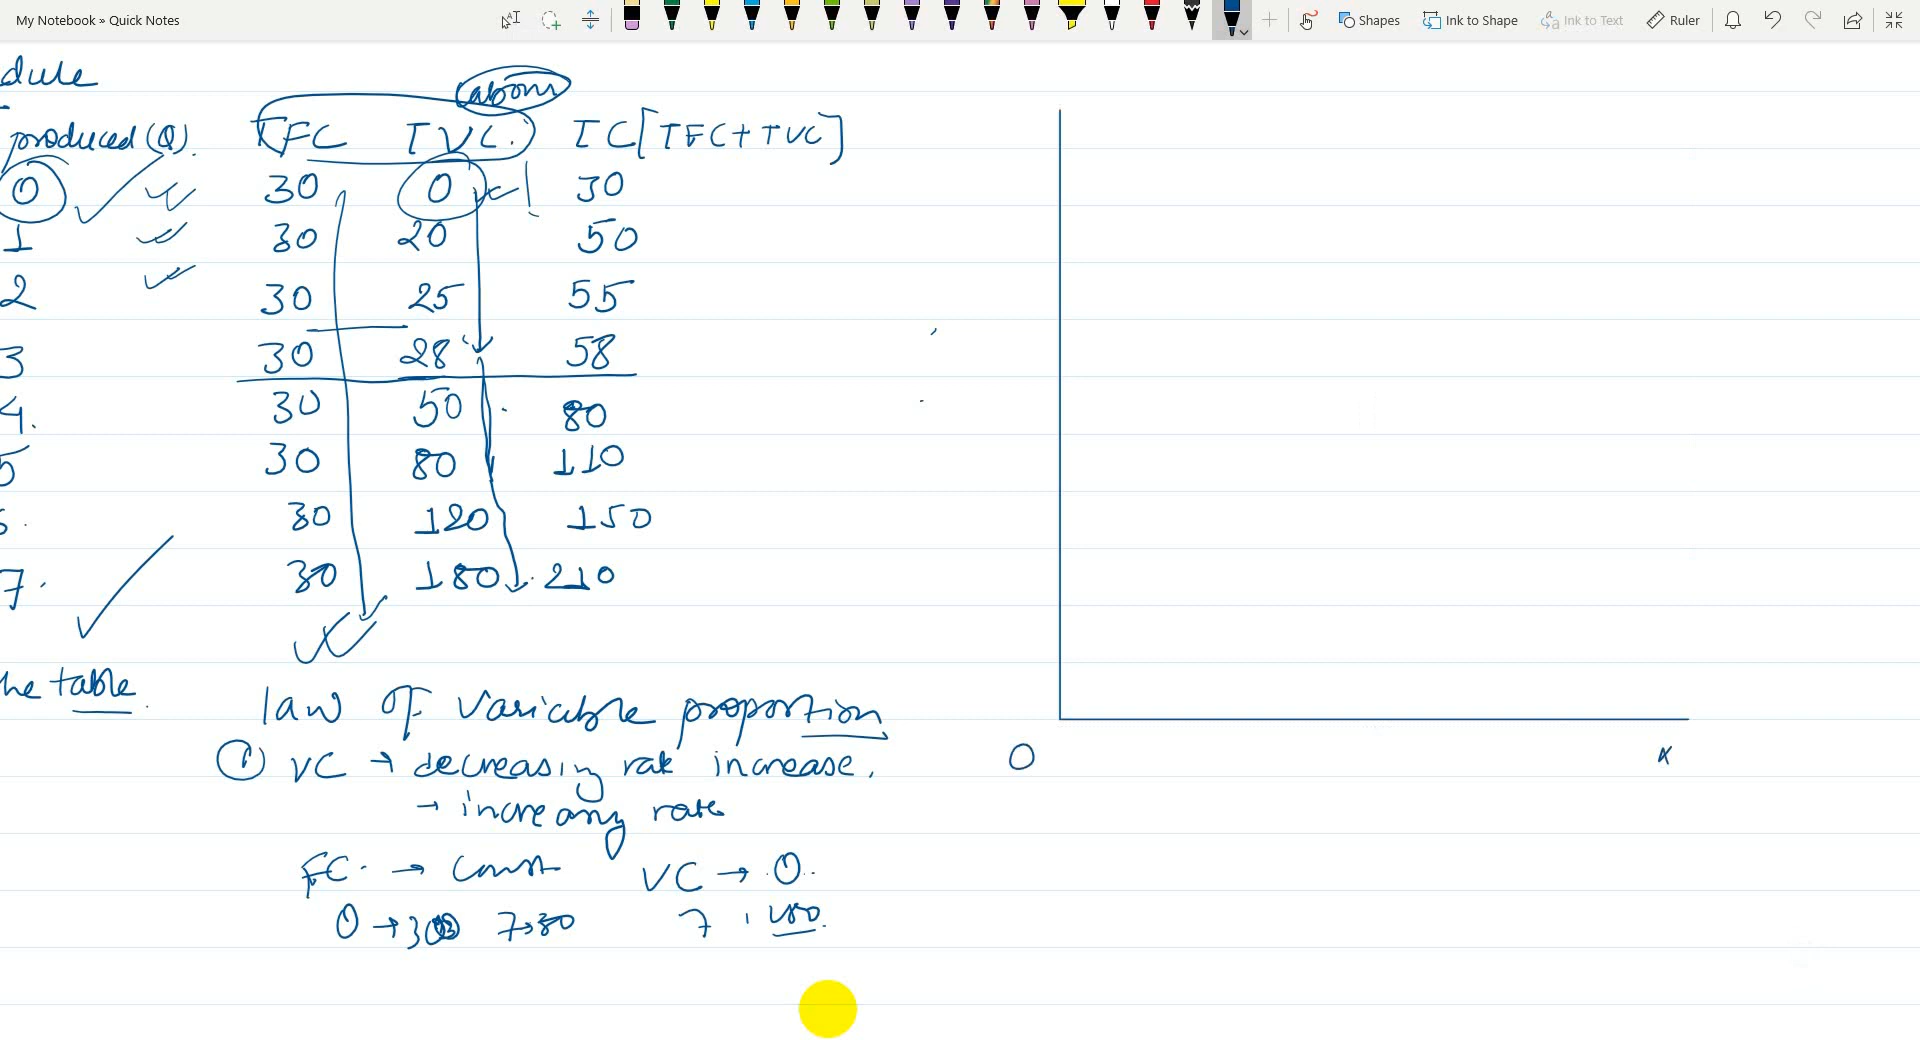 My Notebook » Quick Notes
Shapes Ink to Shape Ink to Text Ruler
dule
labour
produced (Q). TFC TVC. TC[TFC+TVC]
0 30 0 30
1 30 20 50
2 30 25 55
3 30 28 58
4. 30 50 80
5 30 80 110
30 120 150
7. 30 180 210
he table.
law of variable proportion
① VC → decreasing rate increase.
→ increasing rate
FC. → const VC → 0.
0 → 30 7→30 7 180.
O X